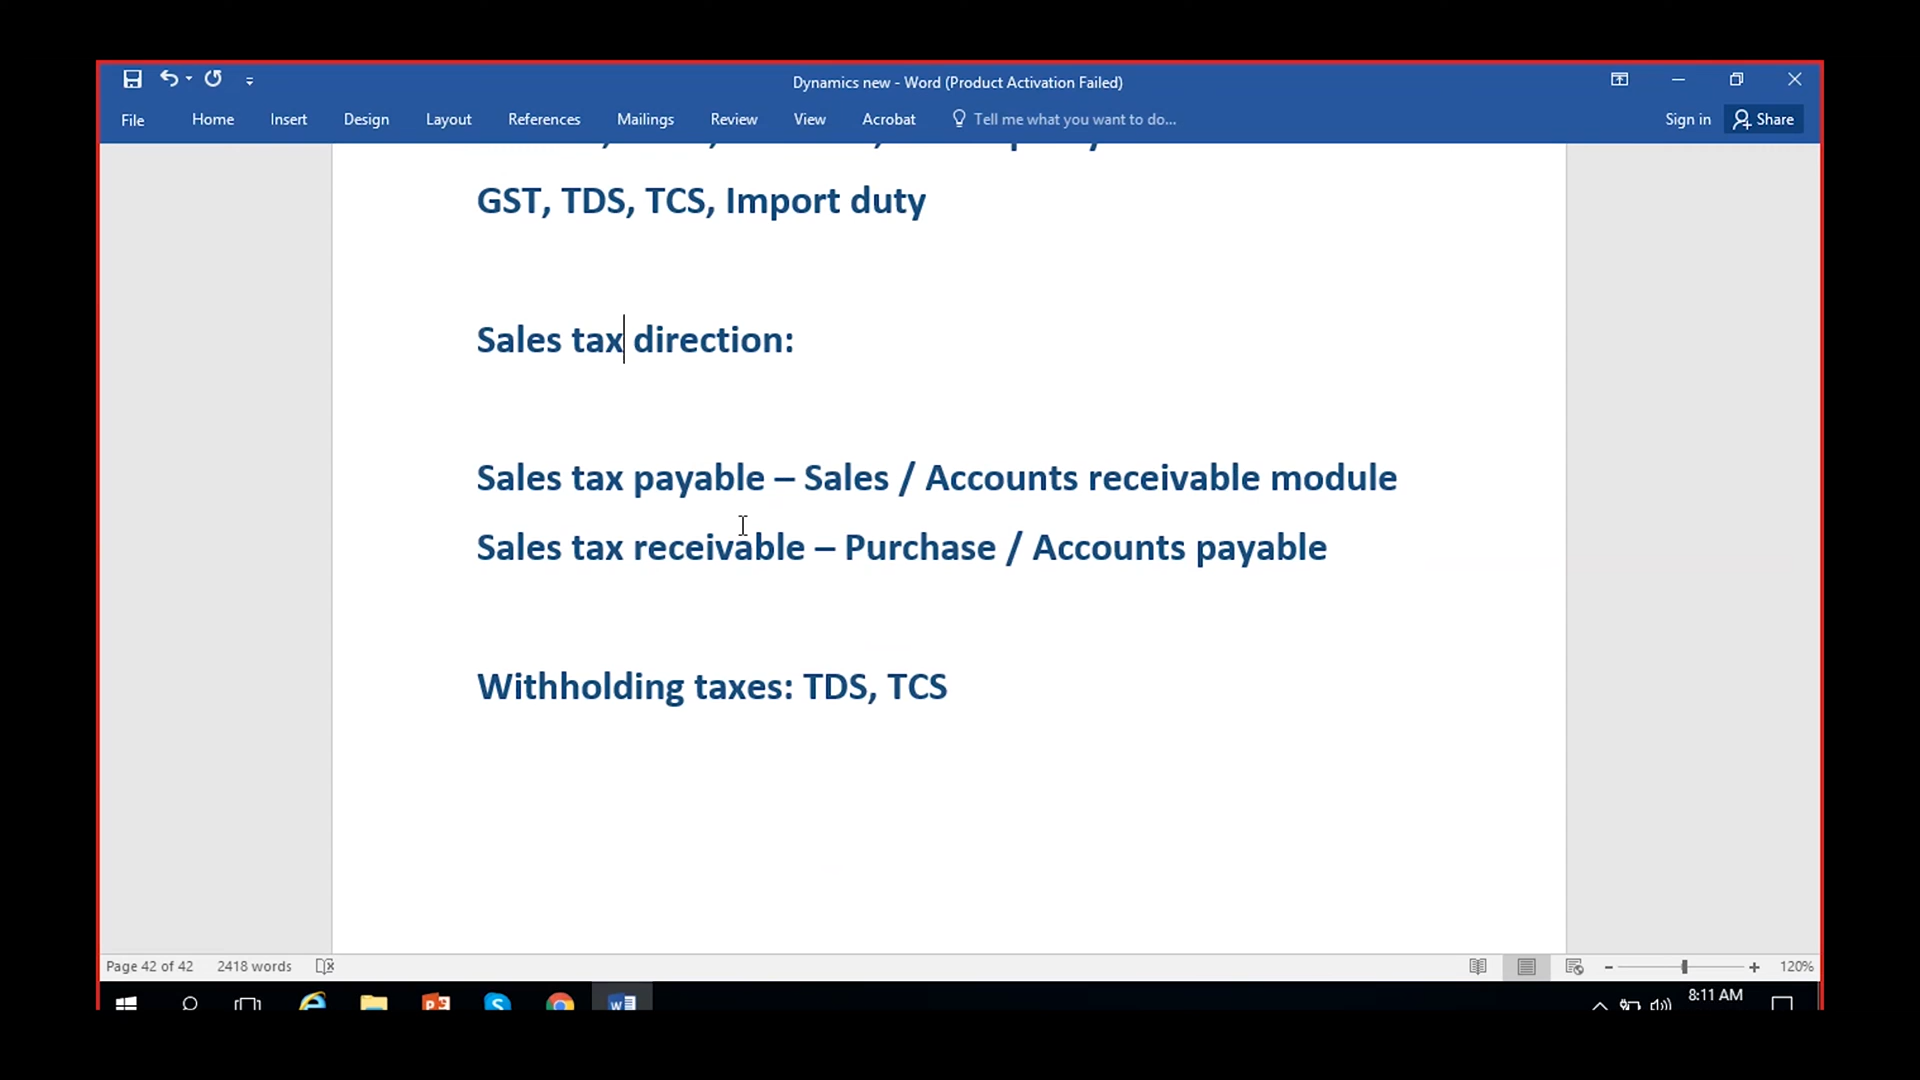 Dynamics new - Word (Product Activation Failed)
File Home Insert Design Layout References Mailings Review View Acrobat Tell me what you want to do... Sign in Share
GST, TDS, TCS, Import duty
Sales tax direction:
Sales tax payable – Sales / Accounts receivable module
Sales tax receivable – Purchase / Accounts payable
Withholding taxes: TDS, TCS
Page 42 of 42 2418 words 120%
8:11 AM